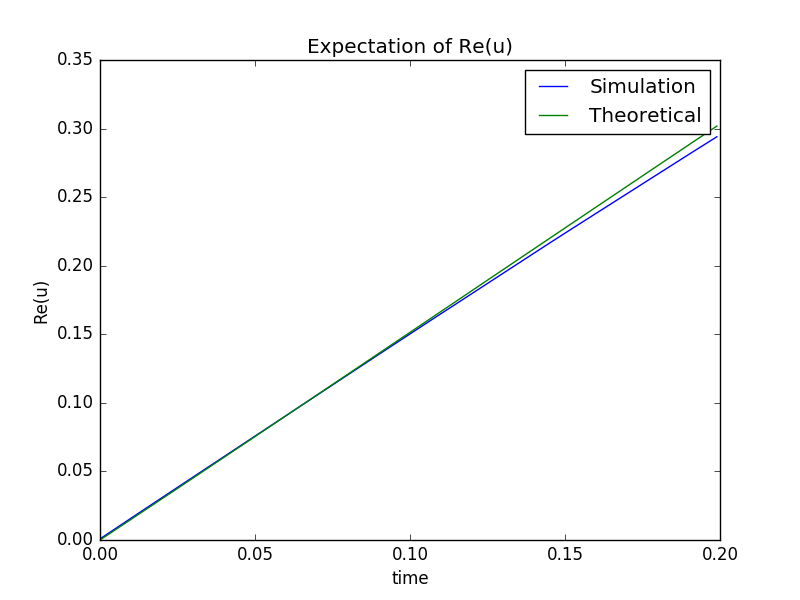 Expectation of Re(u)
0.35
0.30
0.25
0.20
0.15
0.10
0.05
0.00
Re(u)
Simulation
Theoretical
0.00 0.05 0.10 0.15 0.20
time